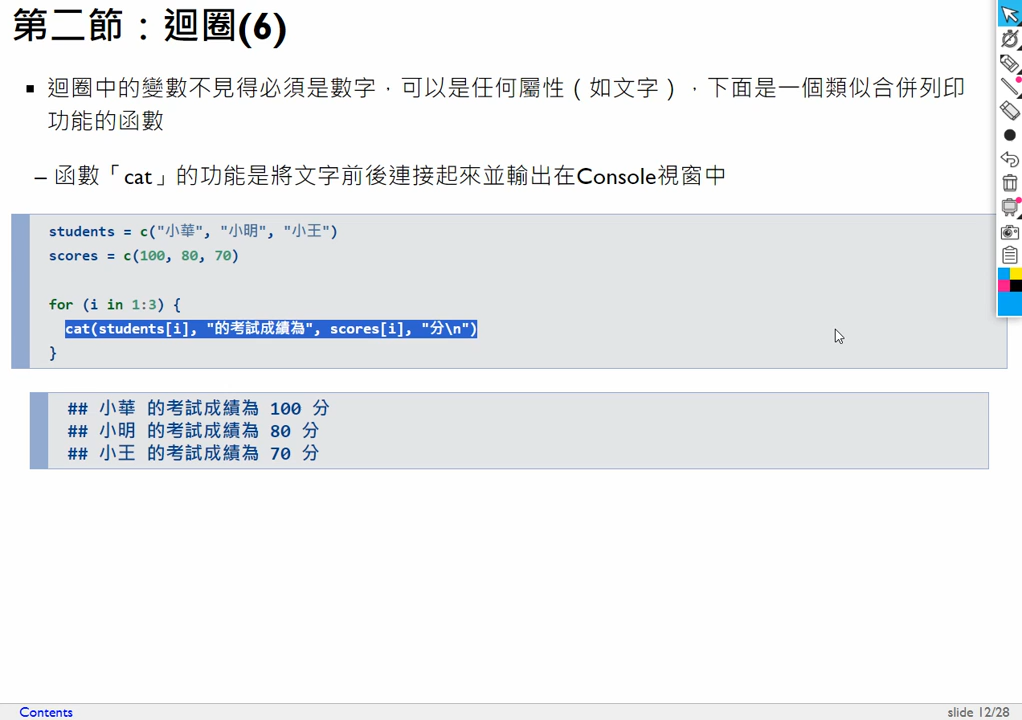 第二節：迴圈(6)
▪ 迴圈中的變數不見得必須是數字，可以是任何屬性（如文字），下面是一個類似合併列印
功能的函數
– 函數「cat」的功能是將文字前後連接起來並輸出在Console視窗中
students = c("小華", "小明", "小王")
scores = c(100, 80, 70)
for (i in 1:3) {
cat(students[i], "的考試成績為", scores[i], "分\n")
}
## 小華 的考試成績為 100 分
## 小明 的考試成績為 80 分
## 小王 的考試成績為 70 分
Contents
slide 12/28